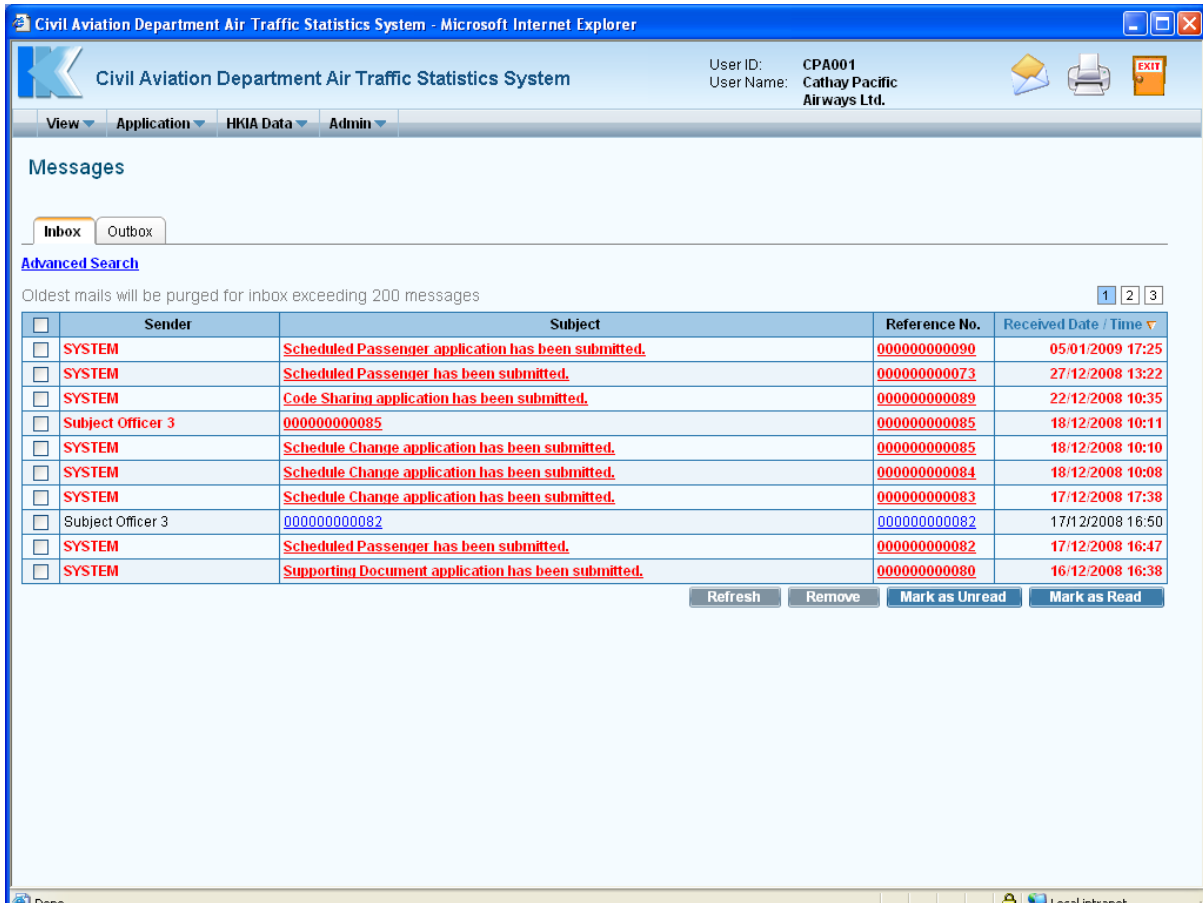 Civil Aviation Department Air Traffic Statistics System - Microsoft Internet Explorer
Civil Aviation Department Air Traffic Statistics System
User ID: CPA001
User Name: Cathay Pacific
Airways Ltd.
EXIT
View Application HKIA Data Admin
Messages
Inbox Outbox
Advanced Search
Oldest mails will be purged for inbox exceeding 200 messages 1 2 3
Sender Subject Reference No. Received Date / Time
SYSTEM Scheduled Passenger application has been submitted. 000000000090 05/01/2009 17:25
SYSTEM Scheduled Passenger has been submitted. 000000000073 27/12/2008 13:22
SYSTEM Code Sharing application has been submitted. 000000000089 22/12/2008 10:35
Subject Officer 3 000000000085 000000000085 18/12/2008 10:11
SYSTEM Schedule Change application has been submitted. 000000000085 18/12/2008 10:10
SYSTEM Schedule Change application has been submitted. 000000000084 18/12/2008 10:08
SYSTEM Schedule Change application has been submitted. 000000000083 17/12/2008 17:38
Subject Officer 3 000000000082 000000000082 17/12/2008 16:50
SYSTEM Scheduled Passenger has been submitted. 000000000082 17/12/2008 16:47
SYSTEM Supporting Document application has been submitted. 000000000080 16/12/2008 16:38
Refresh Remove Mark as Unread Mark as Read
Done Local intranet